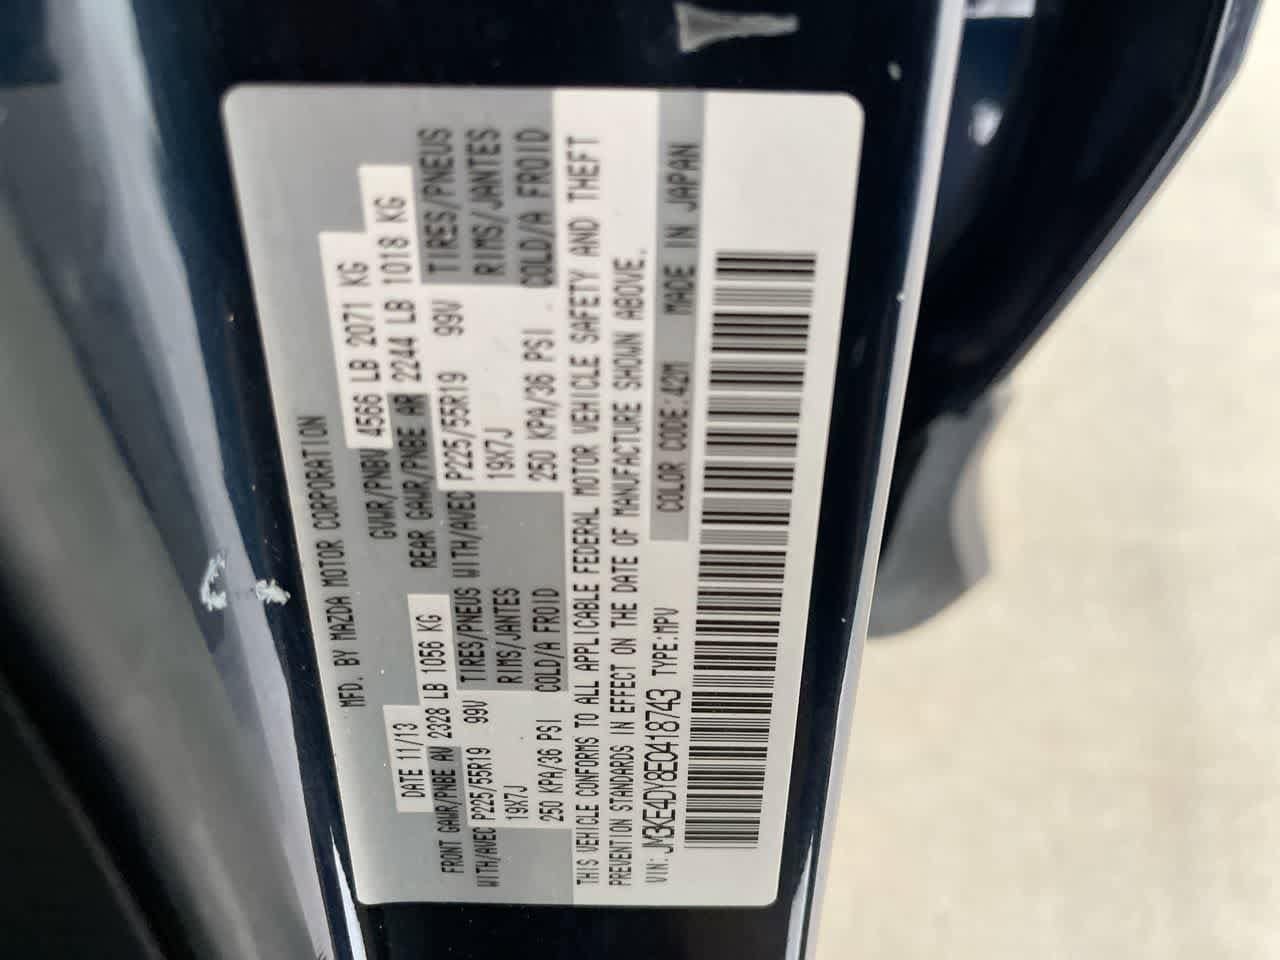 MFD. BY MAZDA MOTOR CORPORATION
DATE 11/13
GVWR/PNBV 4566 LB 2071 KG
FRONT GAWR/PNBE AV 2328 LB 1056 KG
REAR GAWR/PNBE AR 2244 LB 1018 KG
WITH/AVEC P225/55R19 99V TIRES/PNEUS WITH/AVEC P225/55R19 99V TIRES/PNEUS
19X7J RIMS/JANTES 19X7J RIMS/JANTES
250 KPA/36 PSI COLD/A FROID 250 KPA/36 PSI COLD/A FROID
THIS VEHICLE CONFORMS TO ALL APPLICABLE FEDERAL MOTOR VEHICLE SAFETY AND THEFT
PREVENTION STANDARDS IN EFFECT ON THE DATE OF MANUFACTURE SHOWN ABOVE.
VIN: JM3KE4DY8E0418743 TYPE:MPV COLOR CODE:42M MADE IN JAPAN